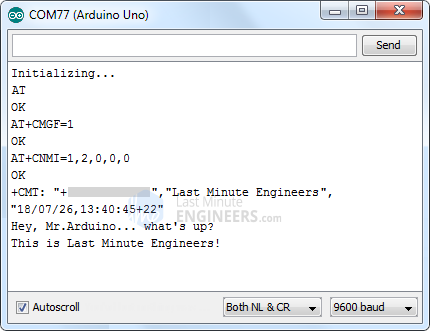 COM77 (Arduino Uno)
Send
Initializing...
AT
OK
AT+CMGF=1
OK
AT+CNMI=1,2,0,0,0
OK
+CMT: "+ ","Last Minute Engineers",
"18/07/26,13:40:45+22"
Last Minute
ENGINEERS.com
Hey, Mr.Arduino... what's up?
This is Last Minute Engineers!
Autoscroll
Both NL & CR
9600 baud